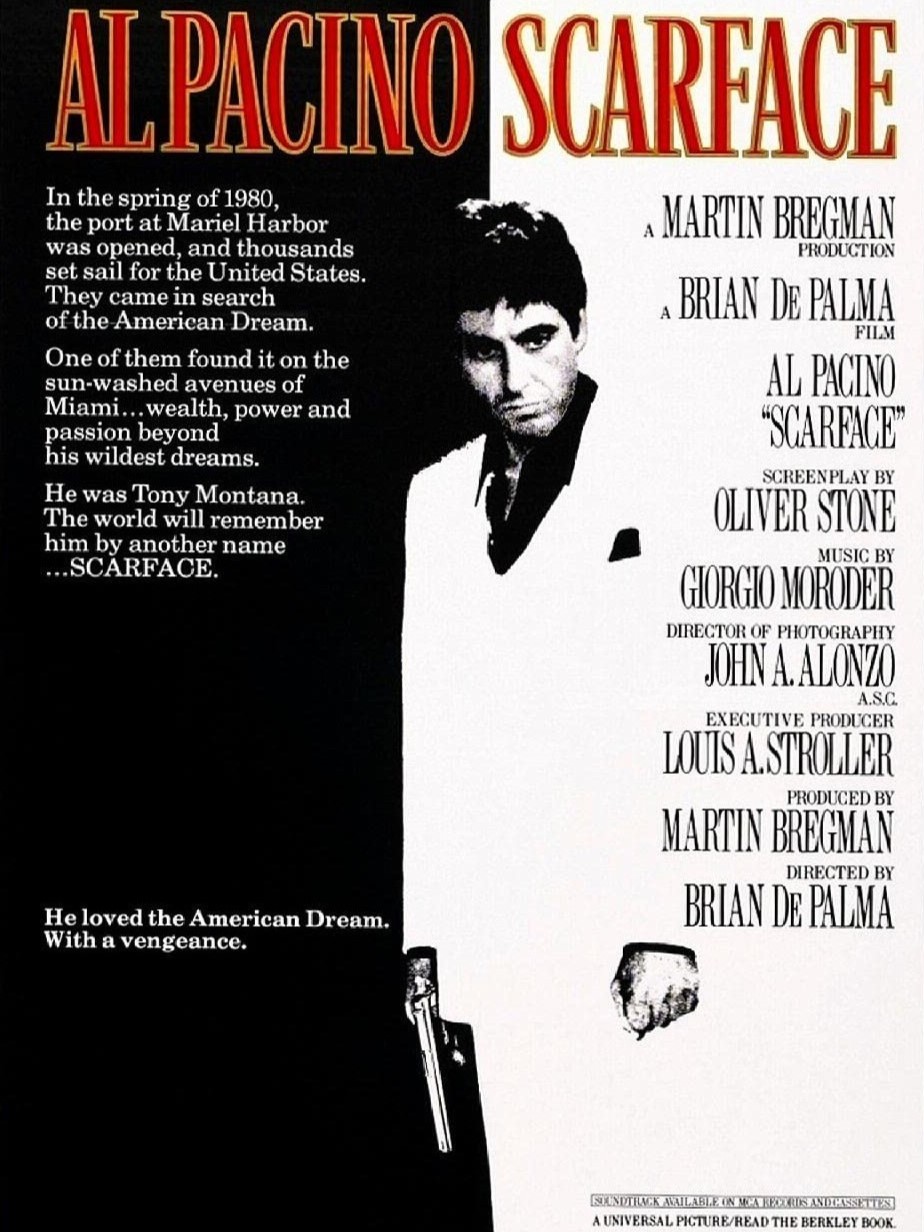 AL PACINO SCARFACE
In the spring of 1980,
the port at Mariel Harbor
was opened, and thousands
set sail for the United States.
They came in search
of the American Dream.
One of them found it on the
sun-washed avenues of
Miami...wealth, power and
passion beyond
his wildest dreams.
He was Tony Montana.
The world will remember
him by another name
...SCARFACE.
He loved the American Dream.
With a vengeance.
A MARTIN BREGMAN
PRODUCTION
A BRIAN DE PALMA
FILM
AL PACINO
“SCARFACE”
SCREENPLAY BY
OLIVER STONE
MUSIC BY
GIORGIO MORODER
DIRECTOR OF PHOTOGRAPHY
JOHN A. ALONZO
A.S.C.
EXECUTIVE PRODUCER
LOUIS A. STROLLER
PRODUCED BY
MARTIN BREGMAN
DIRECTED BY
BRIAN DE PALMA
SOUNDTRACK AVAILABLE ON MCA RECORDS AND CASSETTES.
A UNIVERSAL PICTURE/READ THE BERKLEY BOOK.